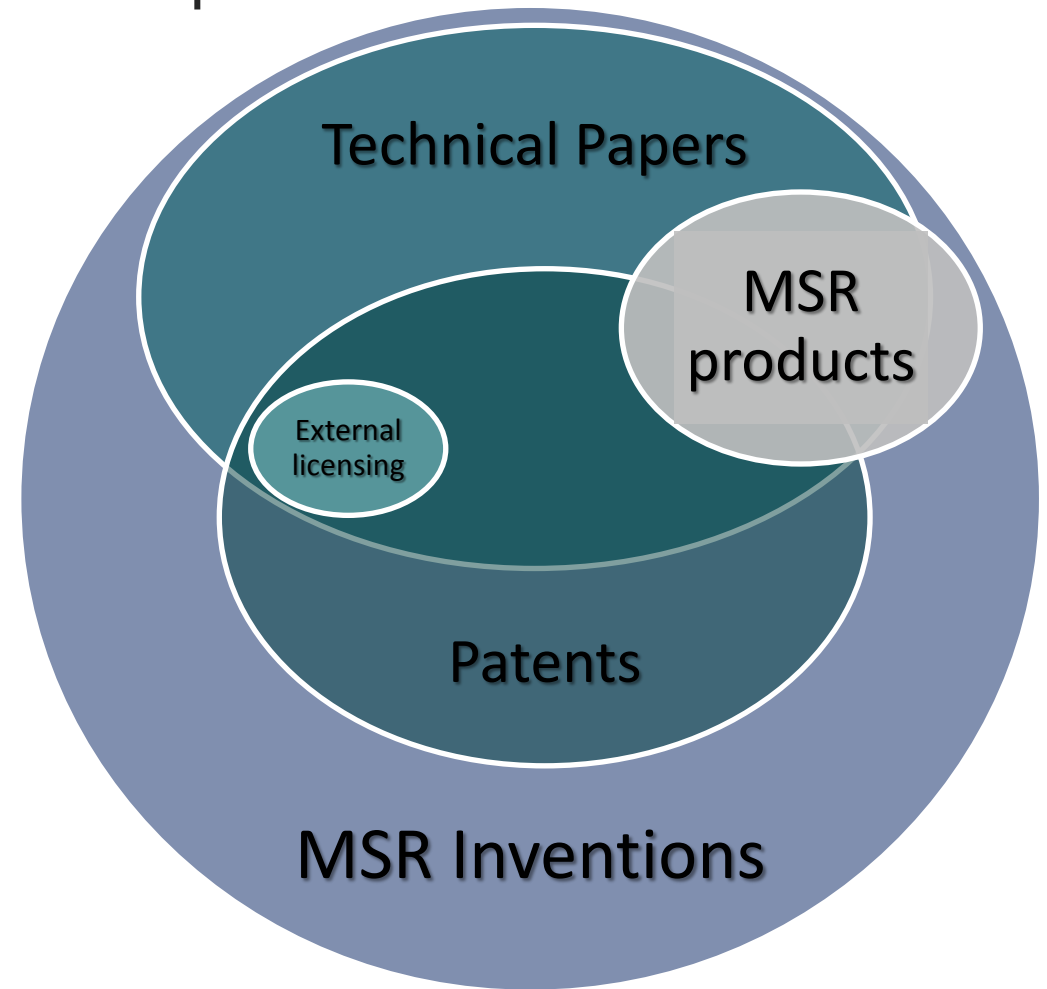 Technical Papers
MSR
products
External
licensing
Patents
MSR Inventions